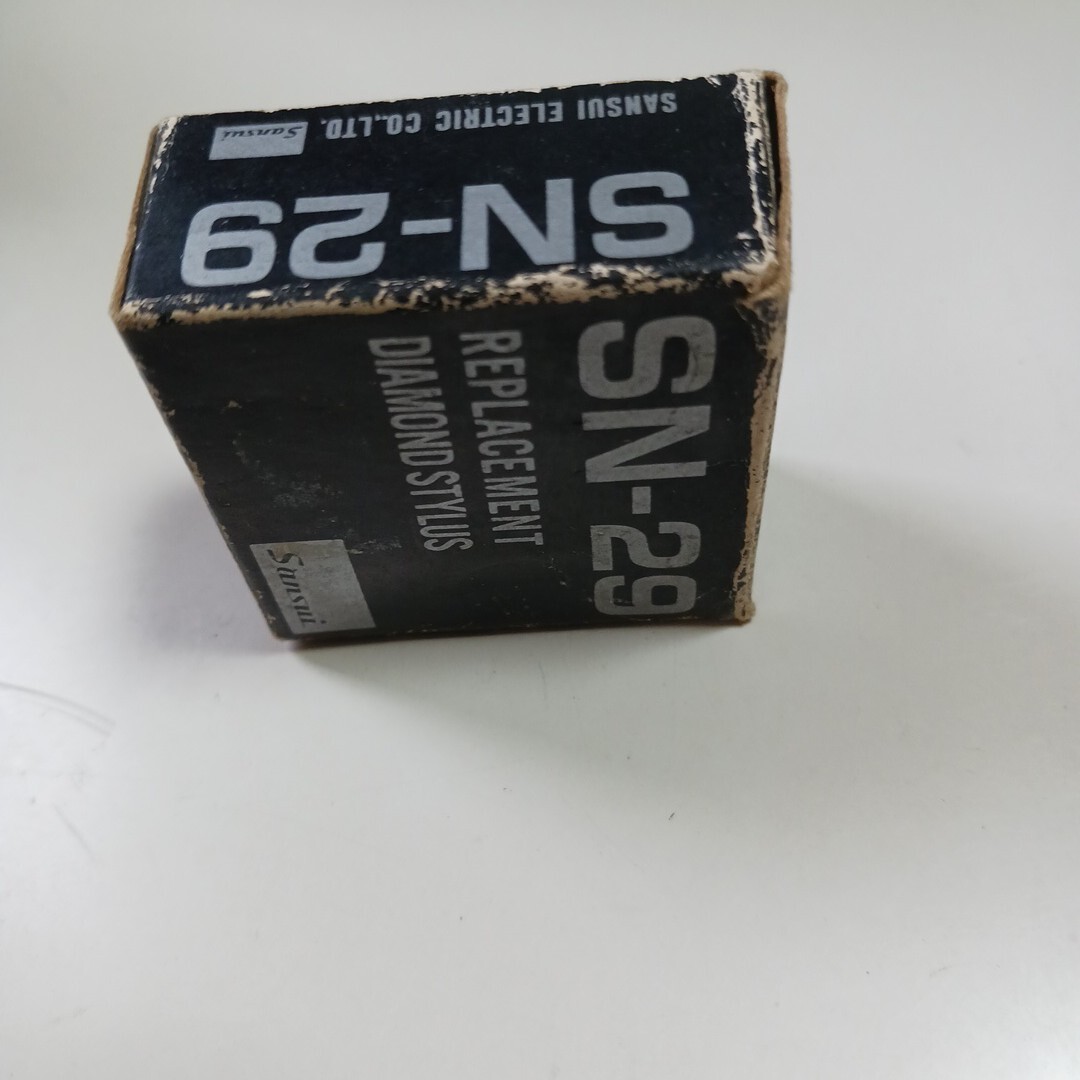 SN-29
SANSUI ELECTRIC CO.,LTD.
Sansui
SN-29
REPLACEMENT
DIAMOND STYLUS
Sansui